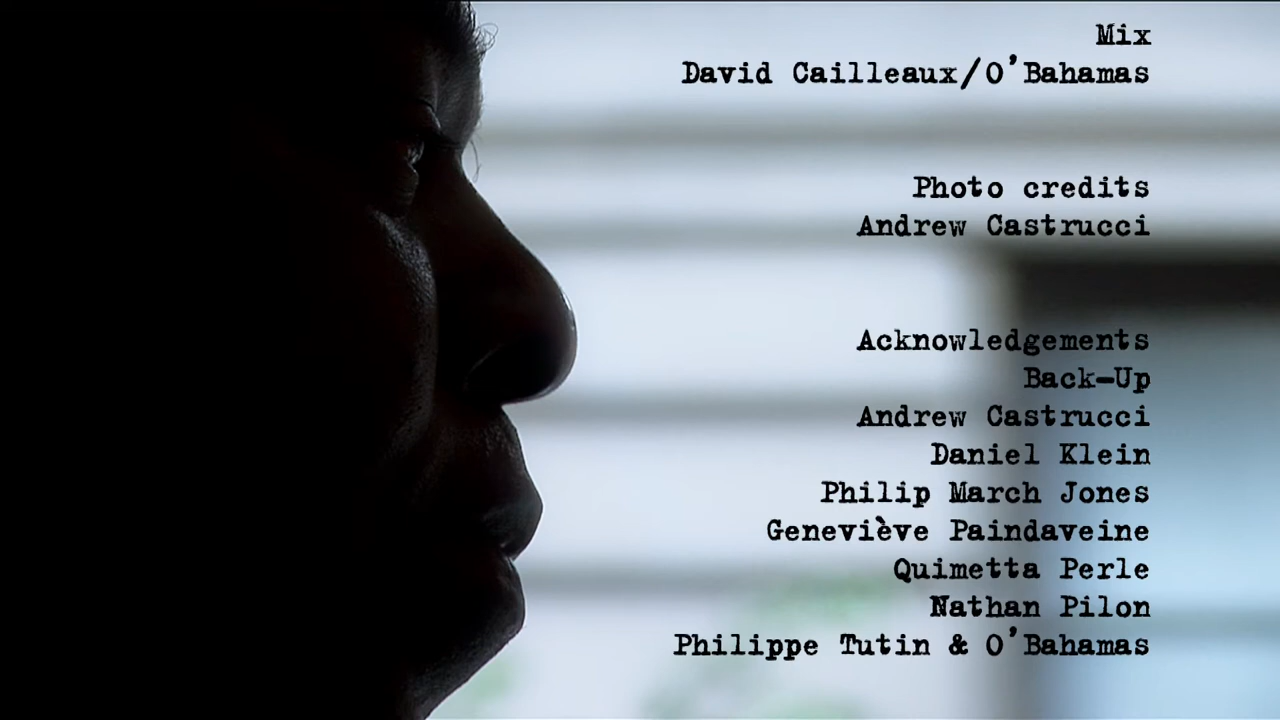 Mix
David Cailleaux/O'Bahamas
Photo credits
Andrew Castrucci
Acknowledgements
Back-Up
Andrew Castrucci
Daniel Klein
Philip March Jones
Geneviève Paindaveine
Quimetta Perle
Nathan Pilon
Philippe Tutin & O'Bahamas